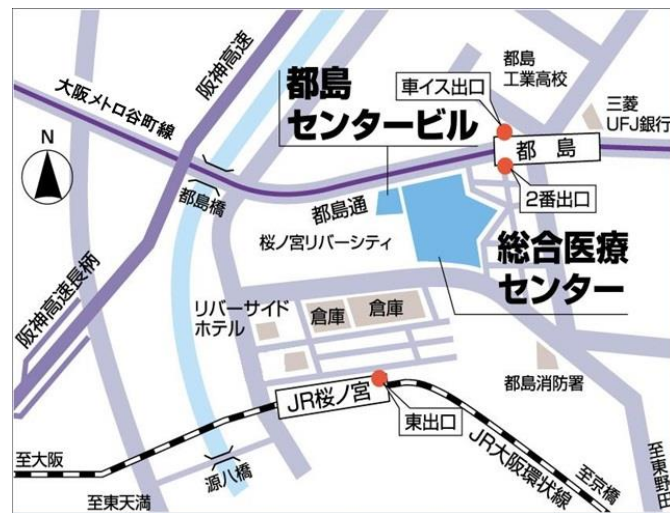 阪神高速
大阪メトロ谷町線
都島
センタービル
都島
工業高校
車イス出口
三菱
UFJ銀行
都島
N
都島橋
都島通
2番出口
桜ノ宮リバーシティ
総合医療
センター
阪神高速長柄
リバーサイド
ホテル
倉庫
倉庫
都島消防署
JR桜ノ宮
東出口
至大阪
源八橋
JR大阪環状線
至東天満
至京橋
至東野田